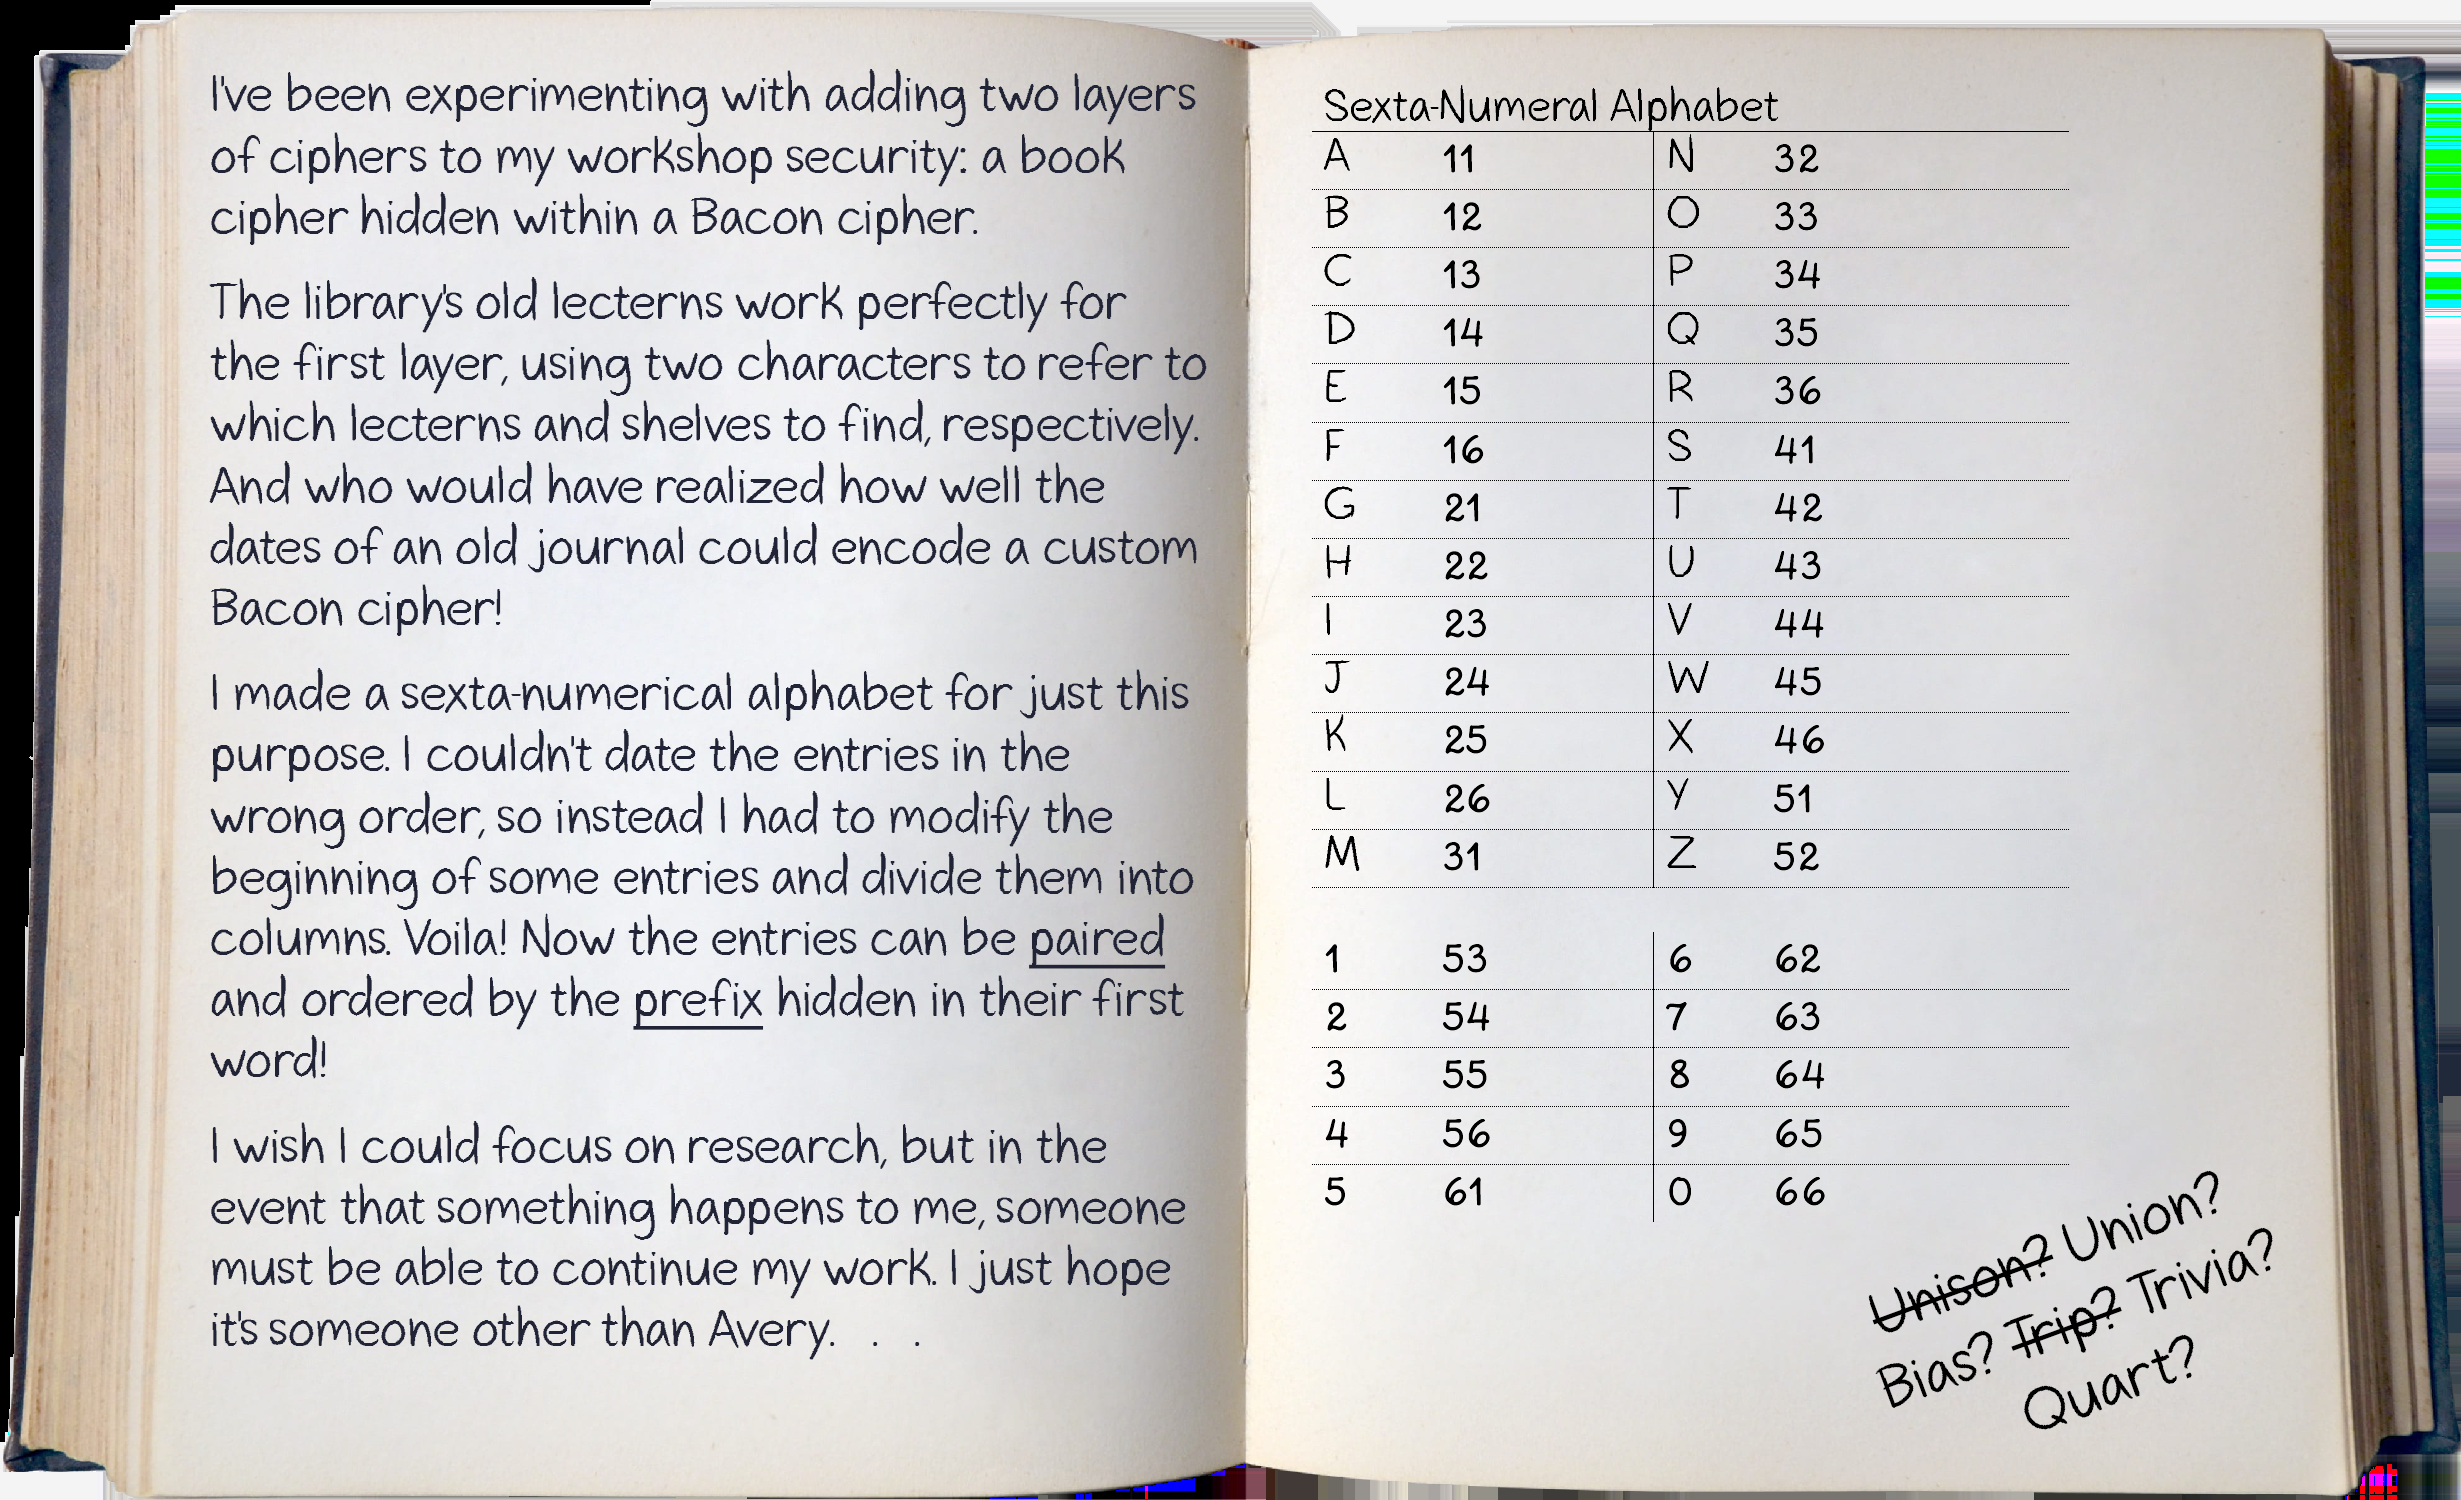 I've been experimenting with adding two layers
of ciphers to my workshop security: a book
cipher hidden within a Bacon cipher.
The library's old lecterns work perfectly for
the first layer, using two characters to refer to
which lecterns and shelves to find, respectively.
And who would have realized how well the
dates of an old journal could encode a custom
Bacon cipher!
I made a sexta-numerical alphabet for just this
purpose. I couldn't date the entries in the
wrong order, so instead I had to modify the
beginning of some entries and divide them into
columns. Voila! Now the entries can be paired
and ordered by the prefix hidden in their first
word!
I wish I could focus on research, but in the
event that something happens to me, someone
must be able to continue my work. I just hope
it's someone other than Avery. . .
Sexta-Numeral Alphabet
A 11 N 32
B 12 O 33
C 13 P 34
D 14 Q 35
E 15 R 36
F 16 S 41
G 21 T 42
H 22 U 43
I 23 V 44
J 24 W 45
K 25 X 46
L 26 Y 51
M 31 Z 52
1 53 6 62
2 54 7 63
3 55 8 64
4 56 9 65
5 61 0 66
Unison? Union?
Bias? Trip? Trivia?
Quart?